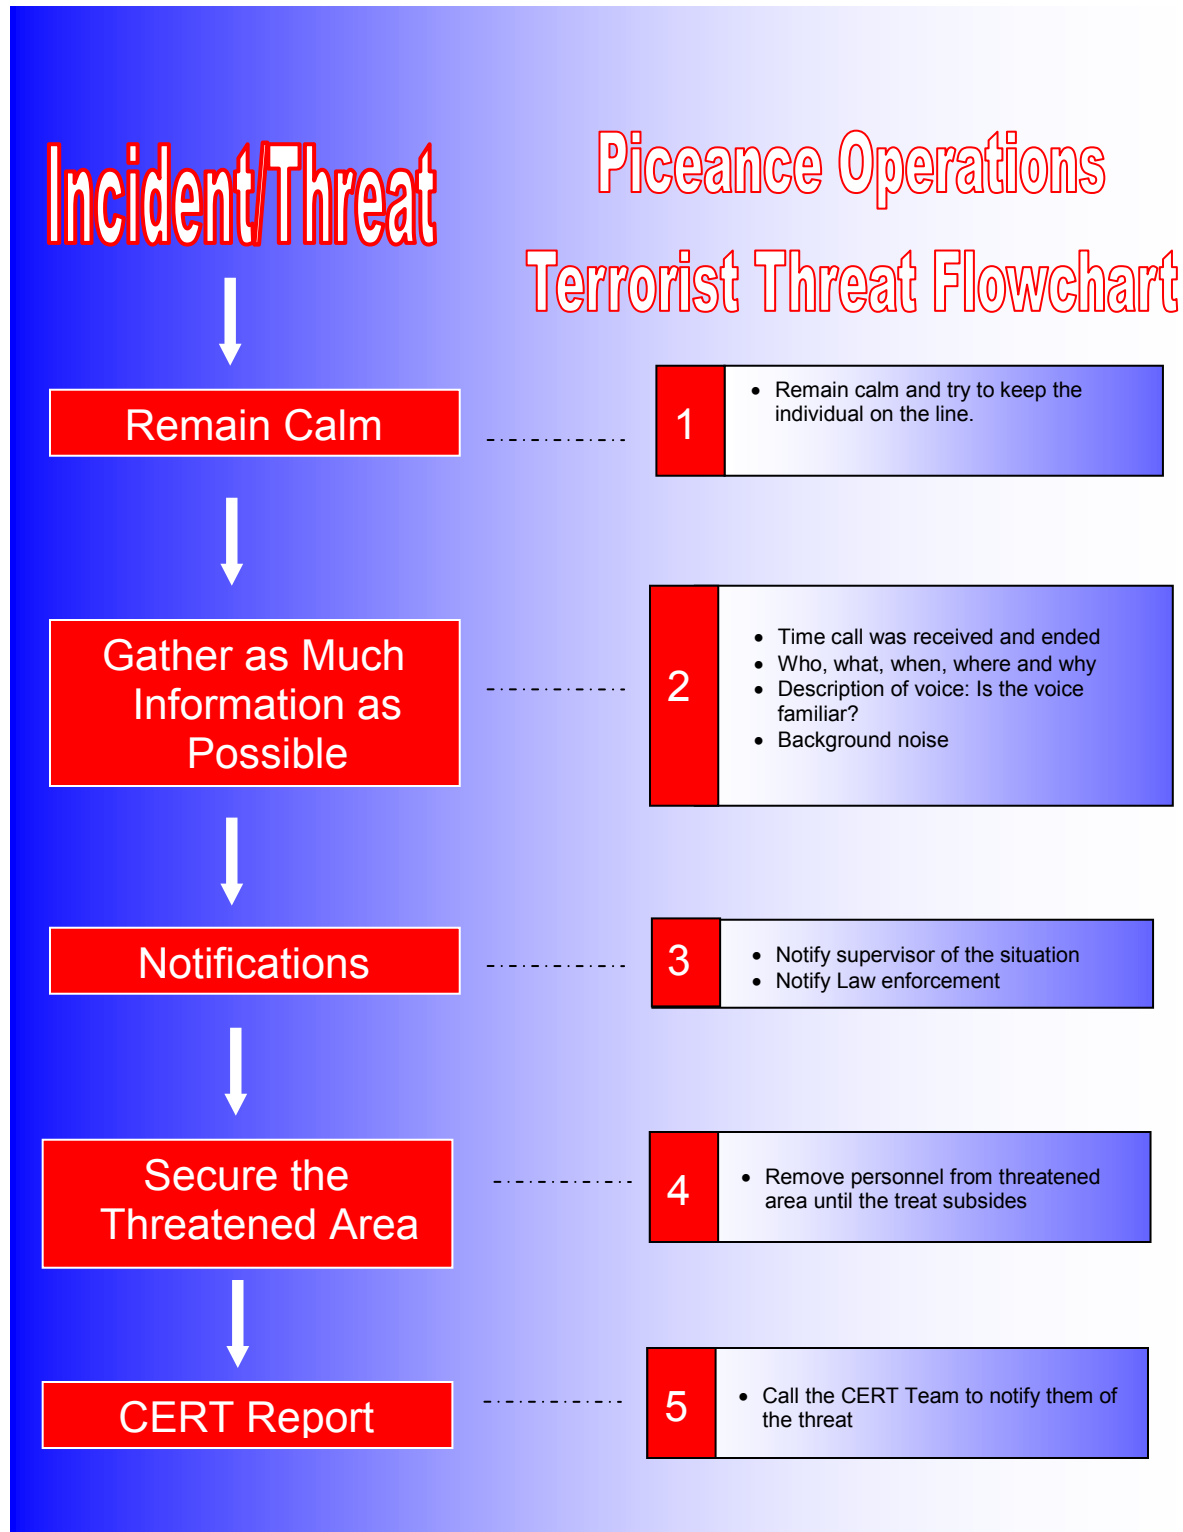 Incident/Threat
Piceance Operations
Terrorist Threat Flowchart
Remain Calm
1
• Remain calm and try to keep the
individual on the line.
Gather as Much
Information as
Possible
2
• Time call was received and ended
• Who, what, when, where and why
• Description of voice: Is the voice
familiar?
• Background noise
Notifications
3
• Notify supervisor of the situation
• Notify Law enforcement
Secure the
Threatened Area
4
• Remove personnel from threatened
area until the treat subsides
CERT Report
5
• Call the CERT Team to notify them of
the threat